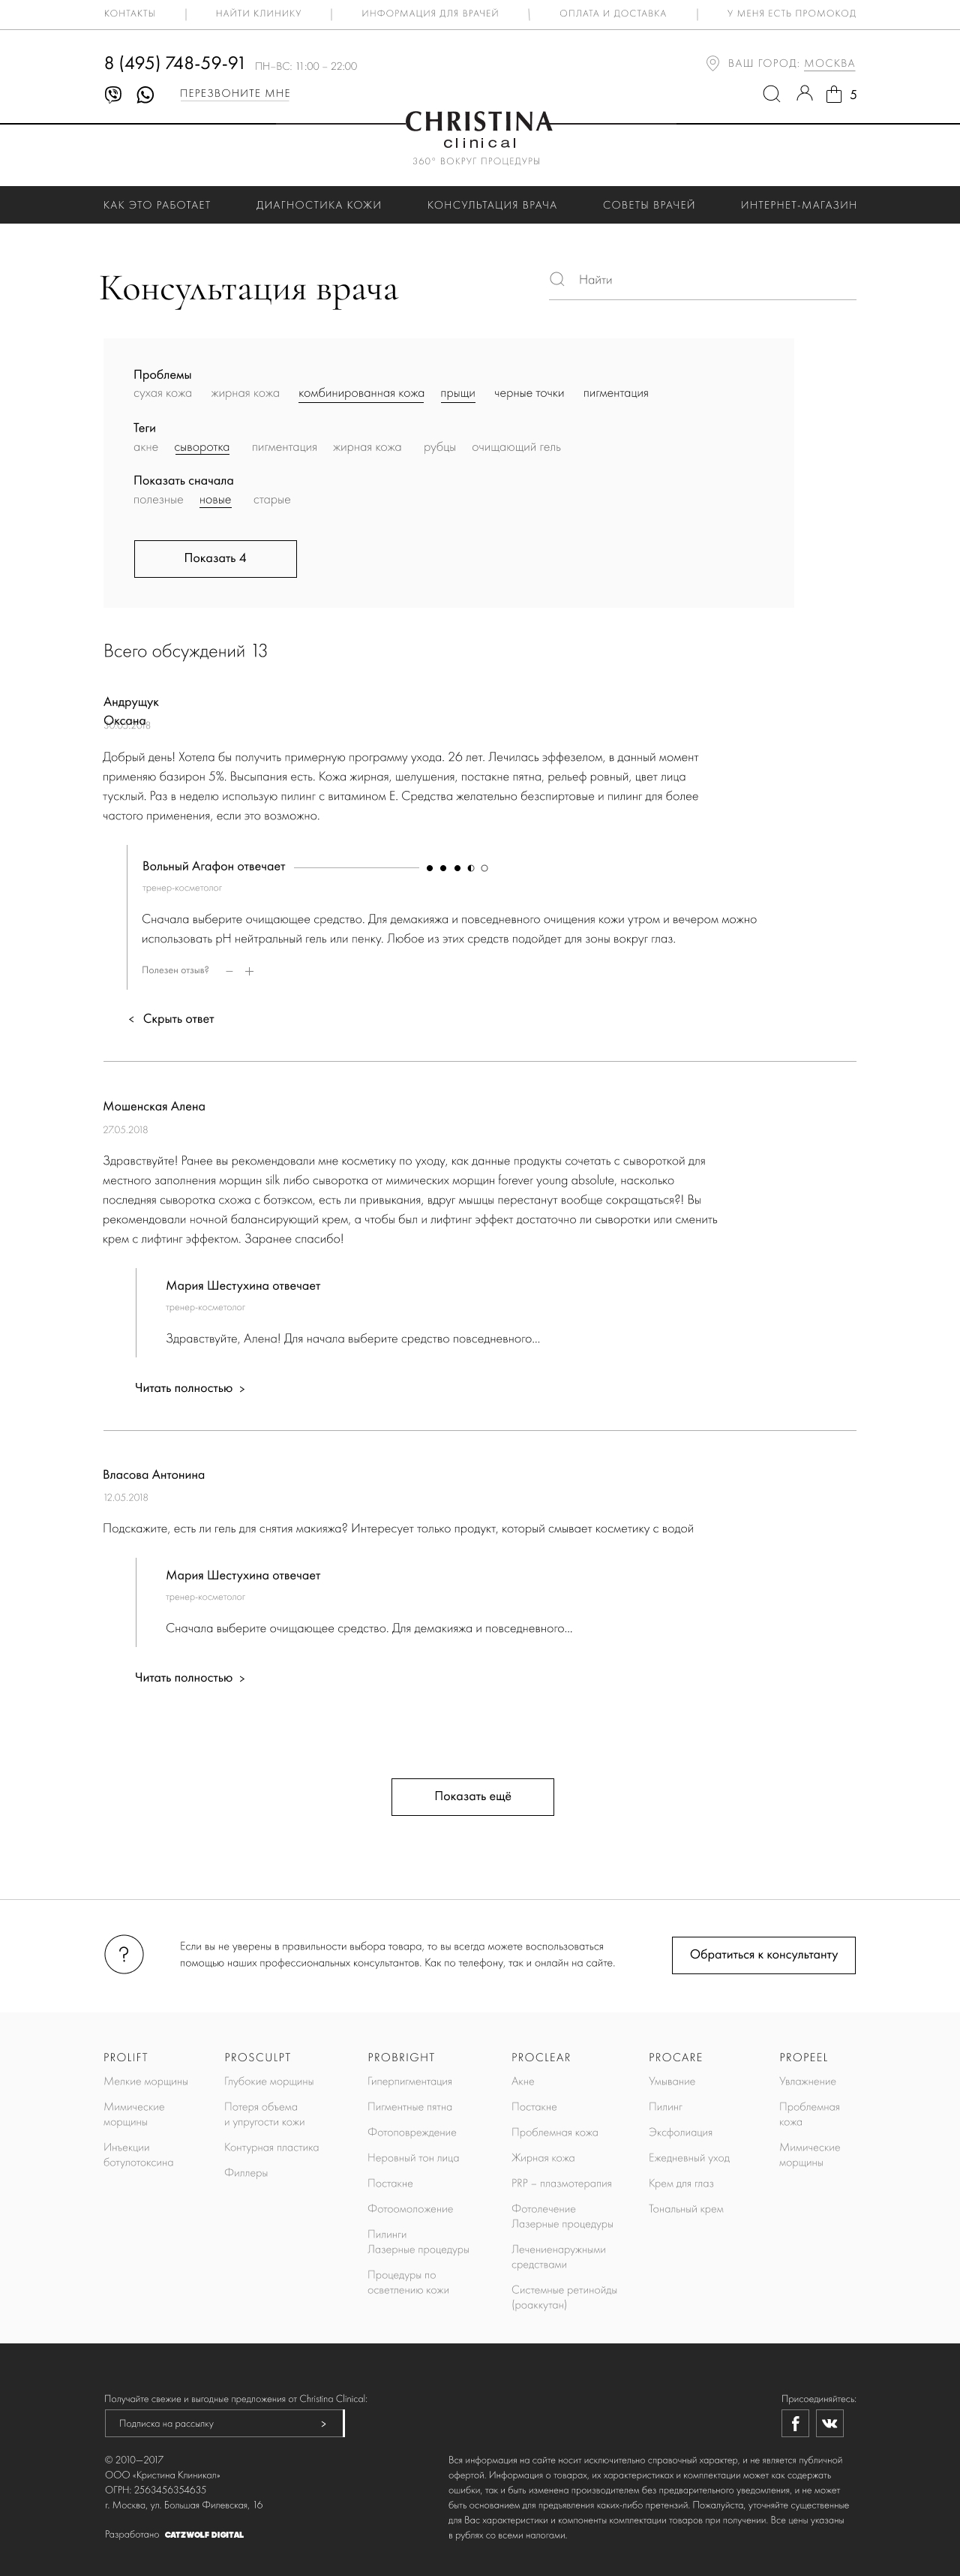 КОНТАКТЫ | НАЙТИ КЛИНИКУ | ИНФОРМАЦИЯ ДЛЯ ВРАЧЕЙ | ОПЛАТА И ДОСТАВКА | У МЕНЯ ЕСТЬ ПРОМОКОД
8 (495) 748-59-91 ПН–ВС: 11:00 – 22:00
ВАШ ГОРОД: МОСКВА
ПЕРЕЗВОНИТЕ МНЕ
5
CHRISTINA
clinical
360° ВОКРУГ ПРОЦЕДУРЫ
КАК ЭТО РАБОТАЕТ ДИАГНОСТИКА КОЖИ КОНСУЛЬТАЦИЯ ВРАЧА СОВЕТЫ ВРАЧЕЙ ИНТЕРНЕТ-МАГАЗИН
Консультация врача
Найти
Проблемы
сухая кожа жирная кожа комбинированная кожа прыщи черные точки пигментация
Теги
акне сыворотка пигментация жирная кожа рубцы очищающий гель
Показать сначала
полезные новые старые
Показать 4
Всего обсуждений 13
Андрущук
Оксана
30.05.2018
Добрый день! Хотела бы получить примерную программу ухода. 26 лет. Лечилась эффезелом, в данный момент
применяю базирон 5%. Высыпания есть. Кожа жирная, шелушения, постакне пятна, рельеф ровный, цвет лица
тусклый. Раз в неделю использую пилинг с витамином Е. Средства желательно безспиртовые и пилинг для более
частого применения, если это возможно.
Вольный Агафон отвечает
тренер-косметолог
Сначала выберите очищающее средство. Для демакияжа и повседневного очищения кожи утром и вечером можно
использовать pH нейтральный гель или пенку. Любое из этих средств подойдет для зоны вокруг глаз.
Полезен отзыв? – +
< Скрыть ответ
Мошенская Алена
27.05.2018
Здравствуйте! Ранее вы рекомендовали мне косметику по уходу, как данные продукты сочетать с сывороткой для
местного заполнения морщин silk либо сыворотка от мимических морщин forever young absolute, насколько
последняя сыворотка схожа с ботэксом, есть ли привыкания, вдруг мышцы перестанут вообще сокращаться?! Вы
рекомендовали ночной балансирующий крем, а чтобы был и лифтинг эффект достаточно ли сыворотки или сменить
крем с лифтинг эффектом. Заранее спасибо!
Мария Шестухина отвечает
тренер-косметолог
Здравствуйте, Алена! Для начала выберите средство повседневного...
Читать полностью >
Власова Антонина
12.05.2018
Подскажите, есть ли гель для снятия макияжа? Интересует только продукт, который смывает косметику с водой
Мария Шестухина отвечает
тренер-косметолог
Сначала выберите очищающее средство. Для демакияжа и повседневного...
Читать полностью >
Показать ещё
?
Если вы не уверены в правильности выбора товара, то вы всегда можете воспользоваться
помощью наших профессиональных консультантов. Как по телефону, так и онлайн на сайте.
Обратиться к консультанту
PROLIFT
Мелкие морщины
Мимические
морщины
Инъекции
ботулотоксина
PROSCULPT
Глубокие морщины
Потеря объема
и упругости кожи
Контурная пластика
Филлеры
PROBRIGHT
Гиперпигментация
Пигментные пятна
Фотоповреждение
Неровный тон лица
Постакне
Фотоомоложение
Пилинги
Лазерные процедуры
Процедуры по
осветлению кожи
PROCLEAR
Акне
Постакне
Проблемная кожа
Жирная кожа
PRP – плазмотерапия
Фотолечение
Лазерные процедуры
Лечениенаружными
средствами
Системные ретинойды
(роаккутан)
PROCARE
Умывание
Пилинг
Эксфолиация
Ежедневный уход
Крем для глаз
Тональный крем
PROPEEL
Увлажнение
Проблемная
кожа
Мимические
морщины
Получайте свежие и выгодные предложения от Christina Clinical:
Подписка на рассылку >
Присоединяйтесь:
© 2010—2017
ООО «Кристина Клиникал»
ОГРН: 2563456354635
г. Москва, ул. Большая Филевская, 16
Разработано CATZWOLF DIGITAL
Вся информация на сайте носит исключительно справочный характер, и не является публичной
офертой. Информация о товарах, их характеристиках и комплектации может как содержать
ошибки, так и быть изменена производителем без предварительного уведомления, и не может
быть основанием для предъявления каких-либо претензий. Пожалуйста, уточняйте существенные
для Вас характеристики и компоненты комплектации товаров при получении. Все цены указаны
в рублях со всеми налогами.